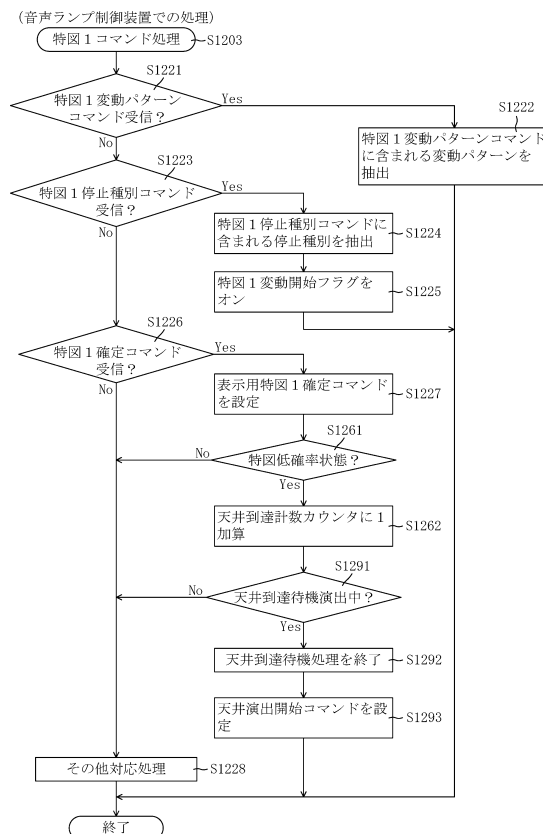 (音声ランプ制御装置での処理)
特図1コマンド処理
S1203
S1221
特図1変動パターン
コマンド受信?
Yes
No
S1222
特図1変動パターンコマンド
に含まれる変動パターンを
抽出
S1223
特図1停止種別コマンド
受信?
Yes
No
特図1停止種別コマンドに
含まれる停止種別を抽出
S1224
特図1変動開始フラグを
オン
S1225
S1226
特図1確定コマンド
受信?
Yes
No
表示用特図1確定コマンド
を設定
S1227
S1261
特図低確率状態?
No
Yes
天井到達計数カウンタに1
加算
S1262
S1291
天井到達待機演出中?
No
Yes
天井到達待機処理を終了
S1292
天井演出開始コマンドを設
定
S1293
その他対応処理
S1228
終了